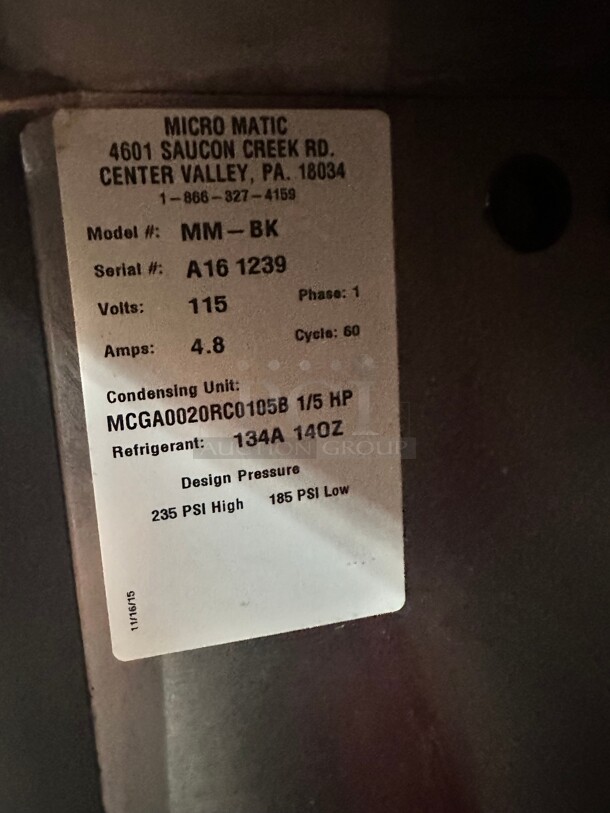 MICRO MATIC
4601 SAUCON CREEK RD.
CENTER VALLEY, PA. 18034
1-866-327-4159
Model #: MM-BK
Serial #: A16 1239
Volts: 115 Phase: 1
Amps: 4.8 Cycle: 60
Condensing Unit:
MCGA0020RC0105B 1/5 HP
Refrigerant: 134A 14OZ
AUCTION GROUP
Design Pressure
235 PSI High 185 PSI Low
11/16/15